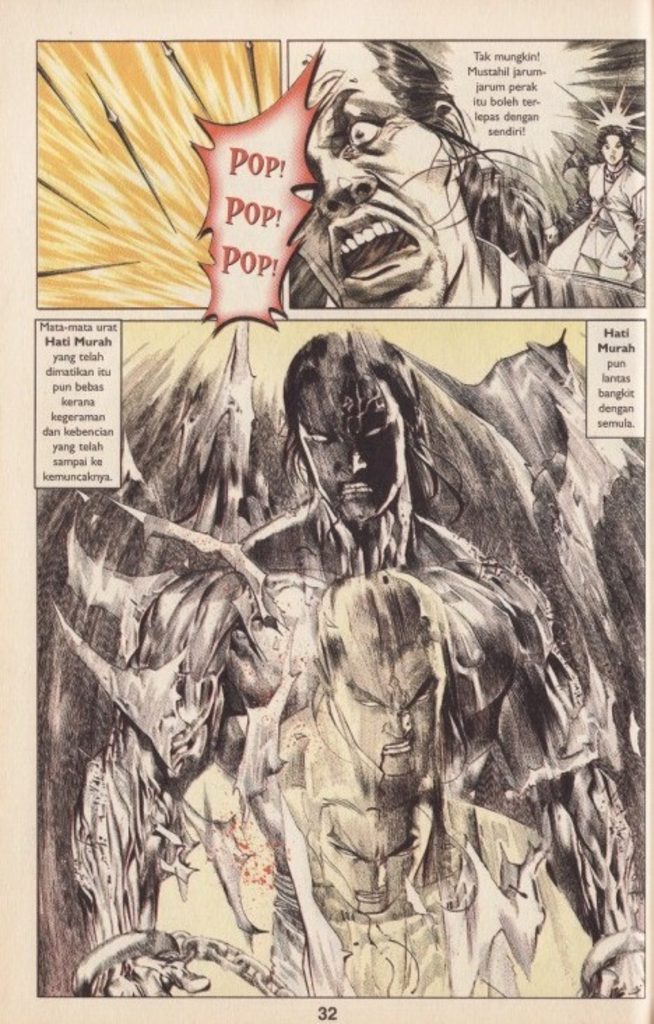 POP!
POP!
POP!
Tak mungkin!
Mustahil jarum-
jarum perak
itu boleh ter-
lepas dengan
sendiri!
Mata-mata urat
Hati Murah
yang telah
dimatikan itu
pun bebas
kerana
kegeraman
dan kebencian
yang telah
sampai ke
kemuncaknya.
Hati
Murah
pun
lantas
bangkit
dengan
semula.
32